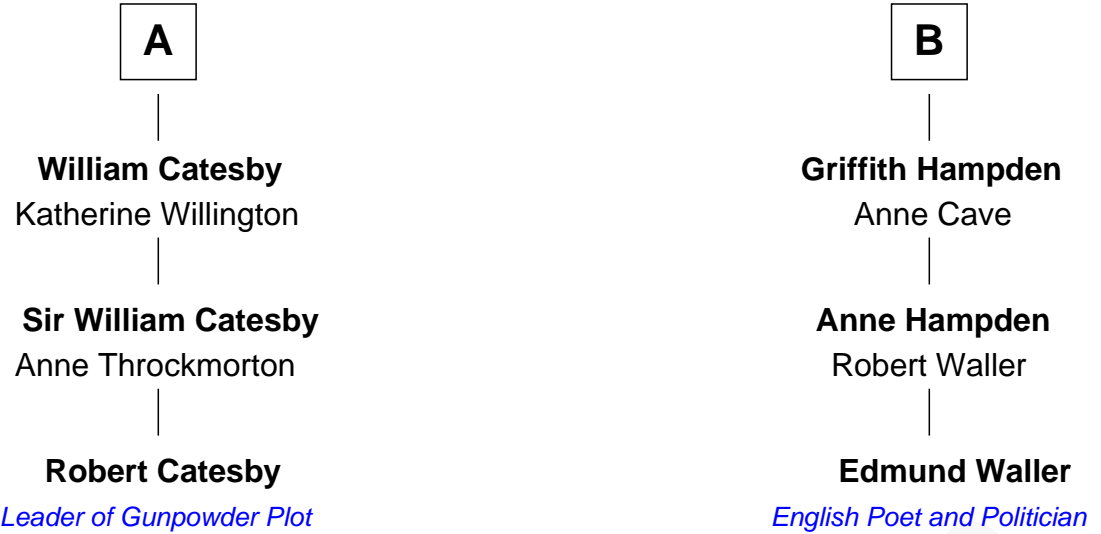 A
B
William Catesby
Katherine Willington
Griffith Hampden
Anne Cave
Sir William Catesby
Anne Throckmorton
Anne Hampden
Robert Waller
Robert Catesby
Leader of Gunpowder Plot
Edmund Waller
English Poet and Politician